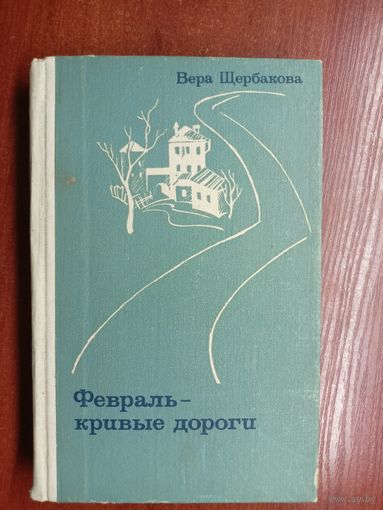 Вера Щербакова
Февраль –
кривые дороги